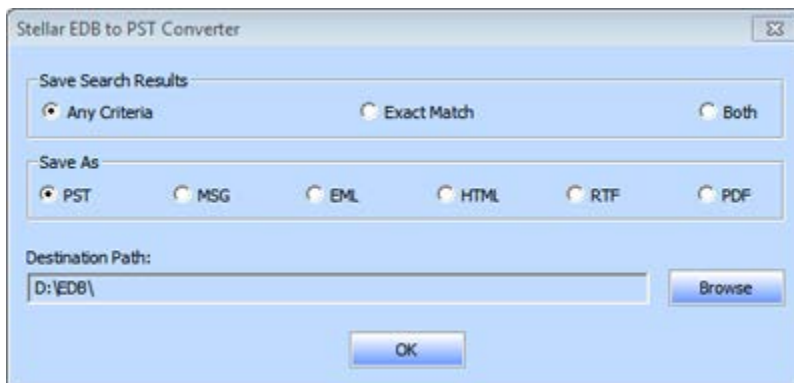 Stellar EDB to PST Converter
Save Search Results
Any Criteria Exact Match Both
Save As
PST MSG EML HTML RTF PDF
Destination Path:
D:\EDB\ Browse
OK